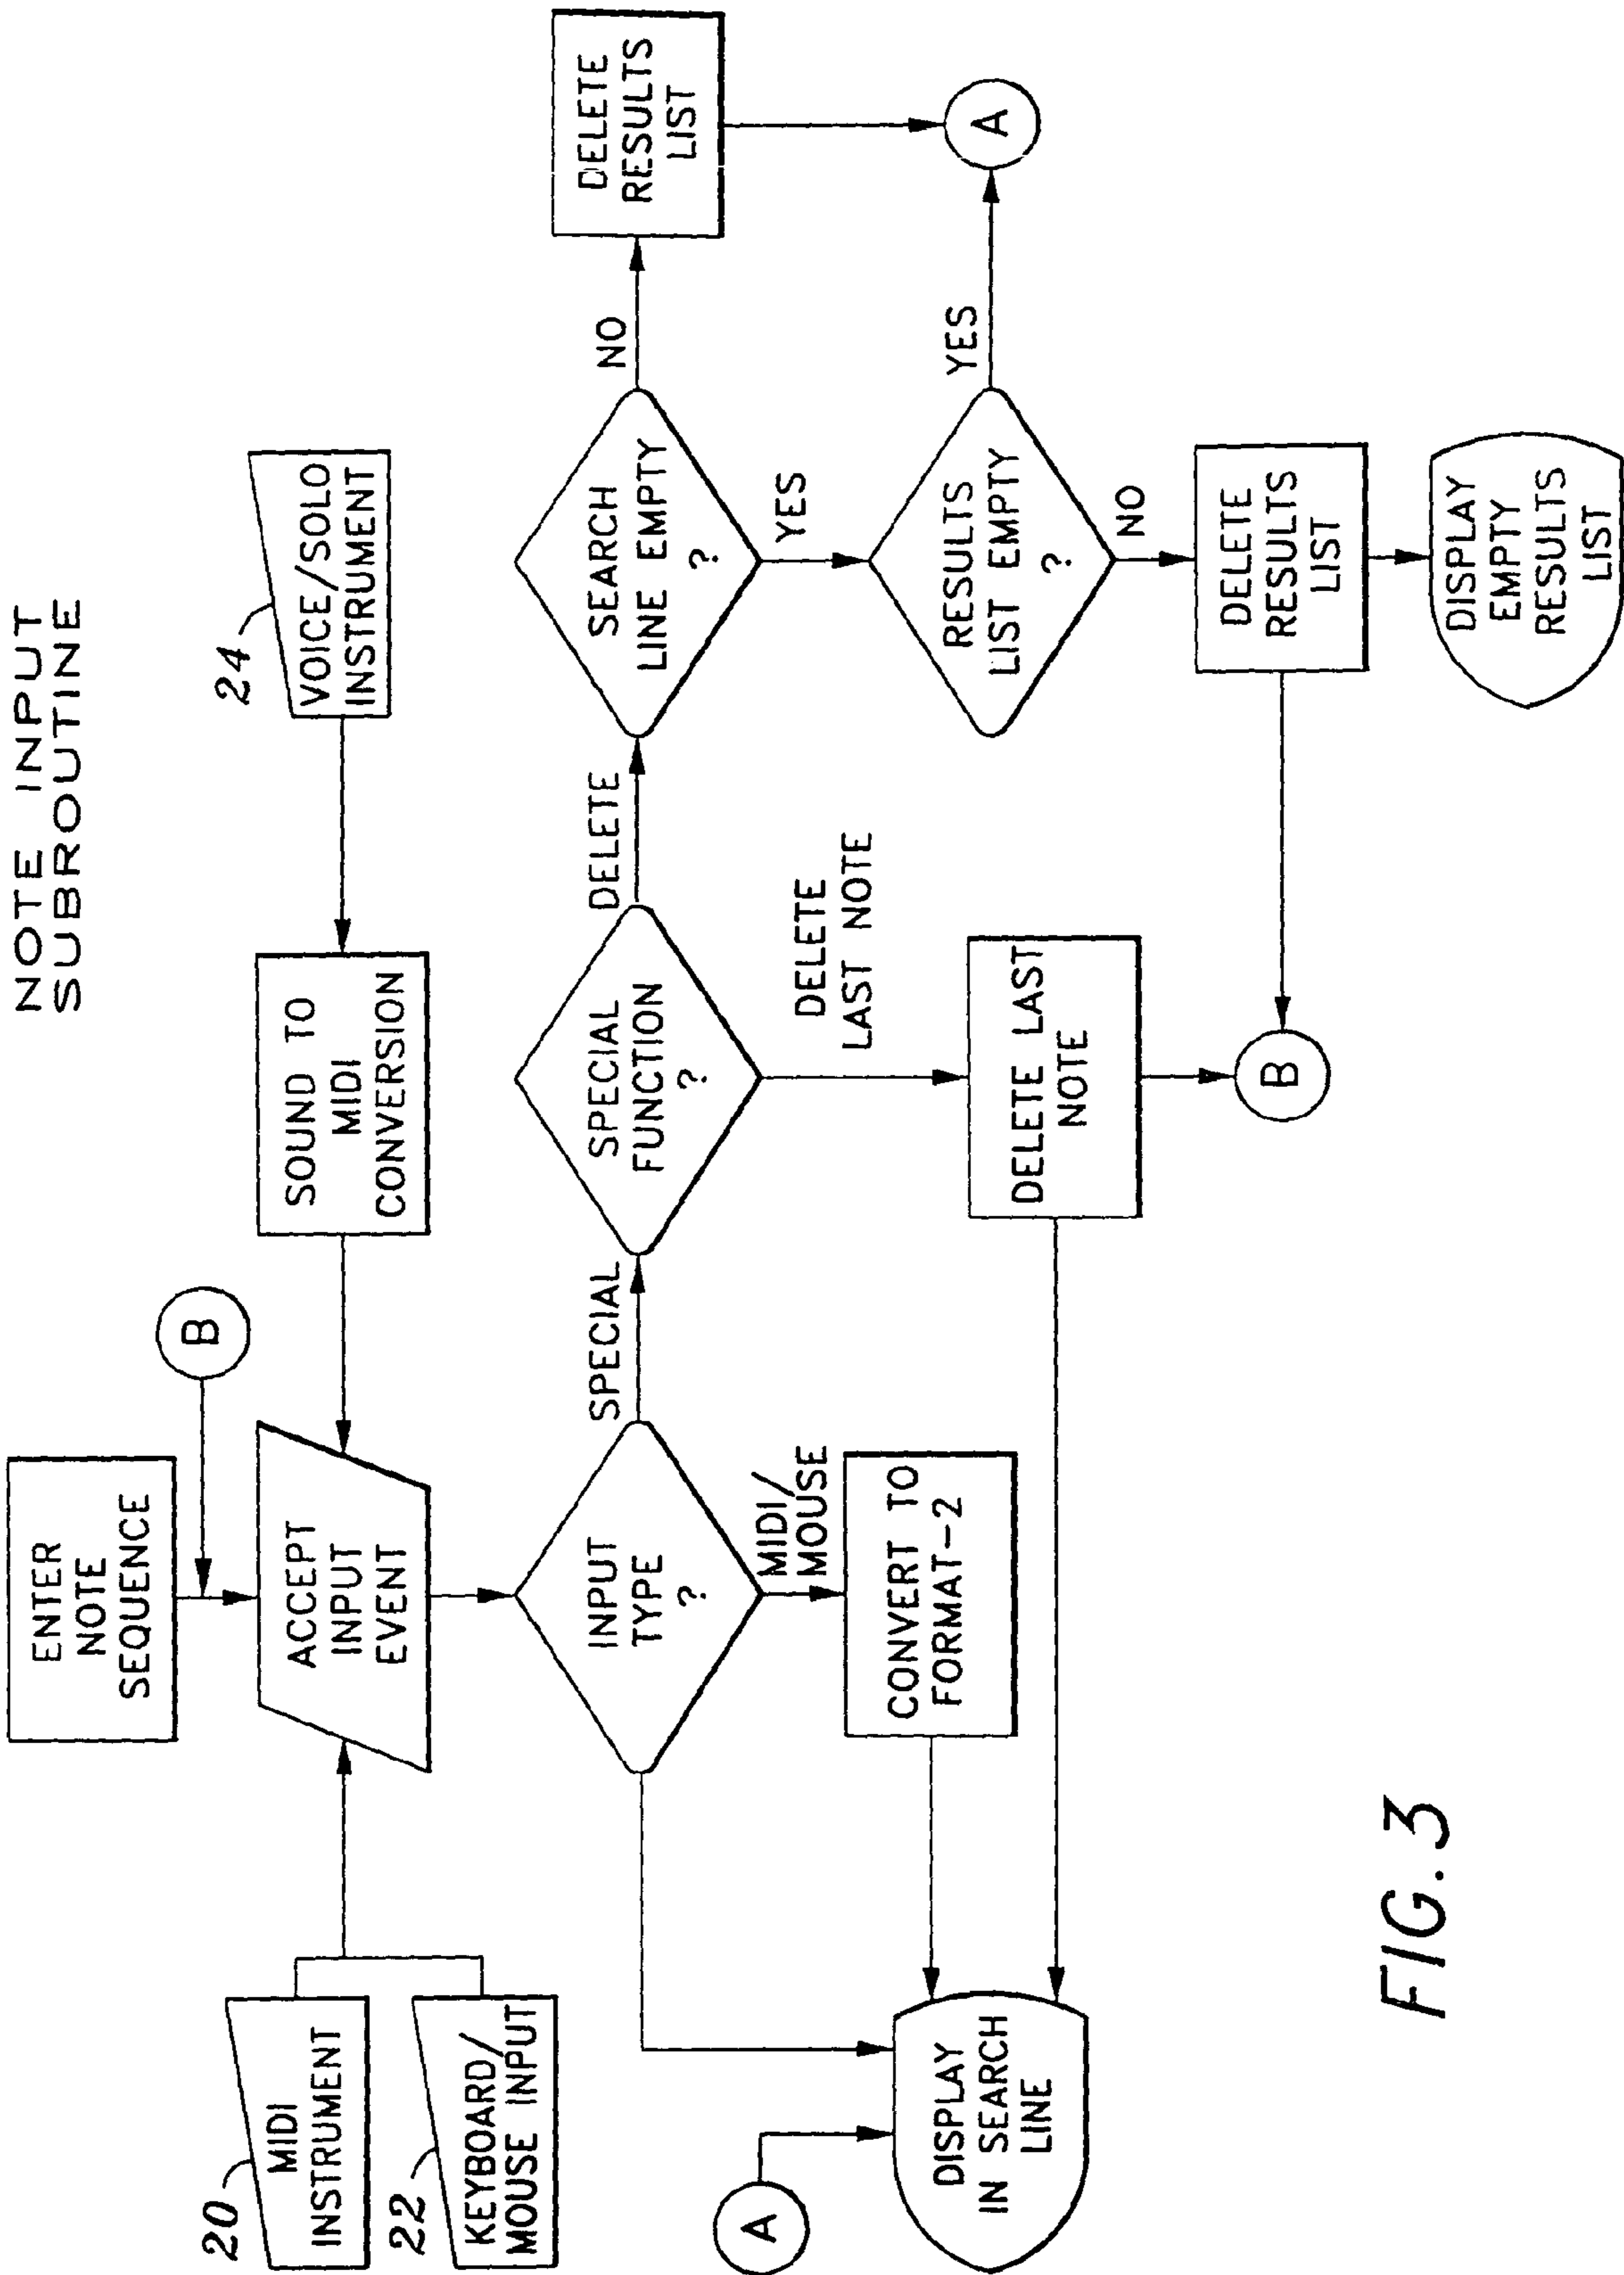 NOTE INPUT
SUBROUTINE
ENTER
NOTE
SEQUENCE
B
20
MIDI
INSTRUMENT
22
KEYBOARD/
MOUSE INPUT
ACCEPT
INPUT
EVENT
SOUND TO
MIDI
CONVERSION
24
VOICE/SOLO
INSTRUMENT
INPUT
TYPE
?
SPECIAL
SPECIAL
FUNCTION
?
DELETE
SEARCH
LINE EMPTY
?
NO
DELETE
RESULTS
LIST
MIDI/
MOUSE
CONVERT TO
FORMAT-2
DELETE
LAST NOTE
DELETE LAST
NOTE
B
YES
RESULTS
LIST EMPTY
?
YES
A
NO
DELETE
RESULTS
LIST
DISPLAY
EMPTY
RESULTS
LIST
A
DISPLAY
IN SEARCH
LINE
FIG. 3